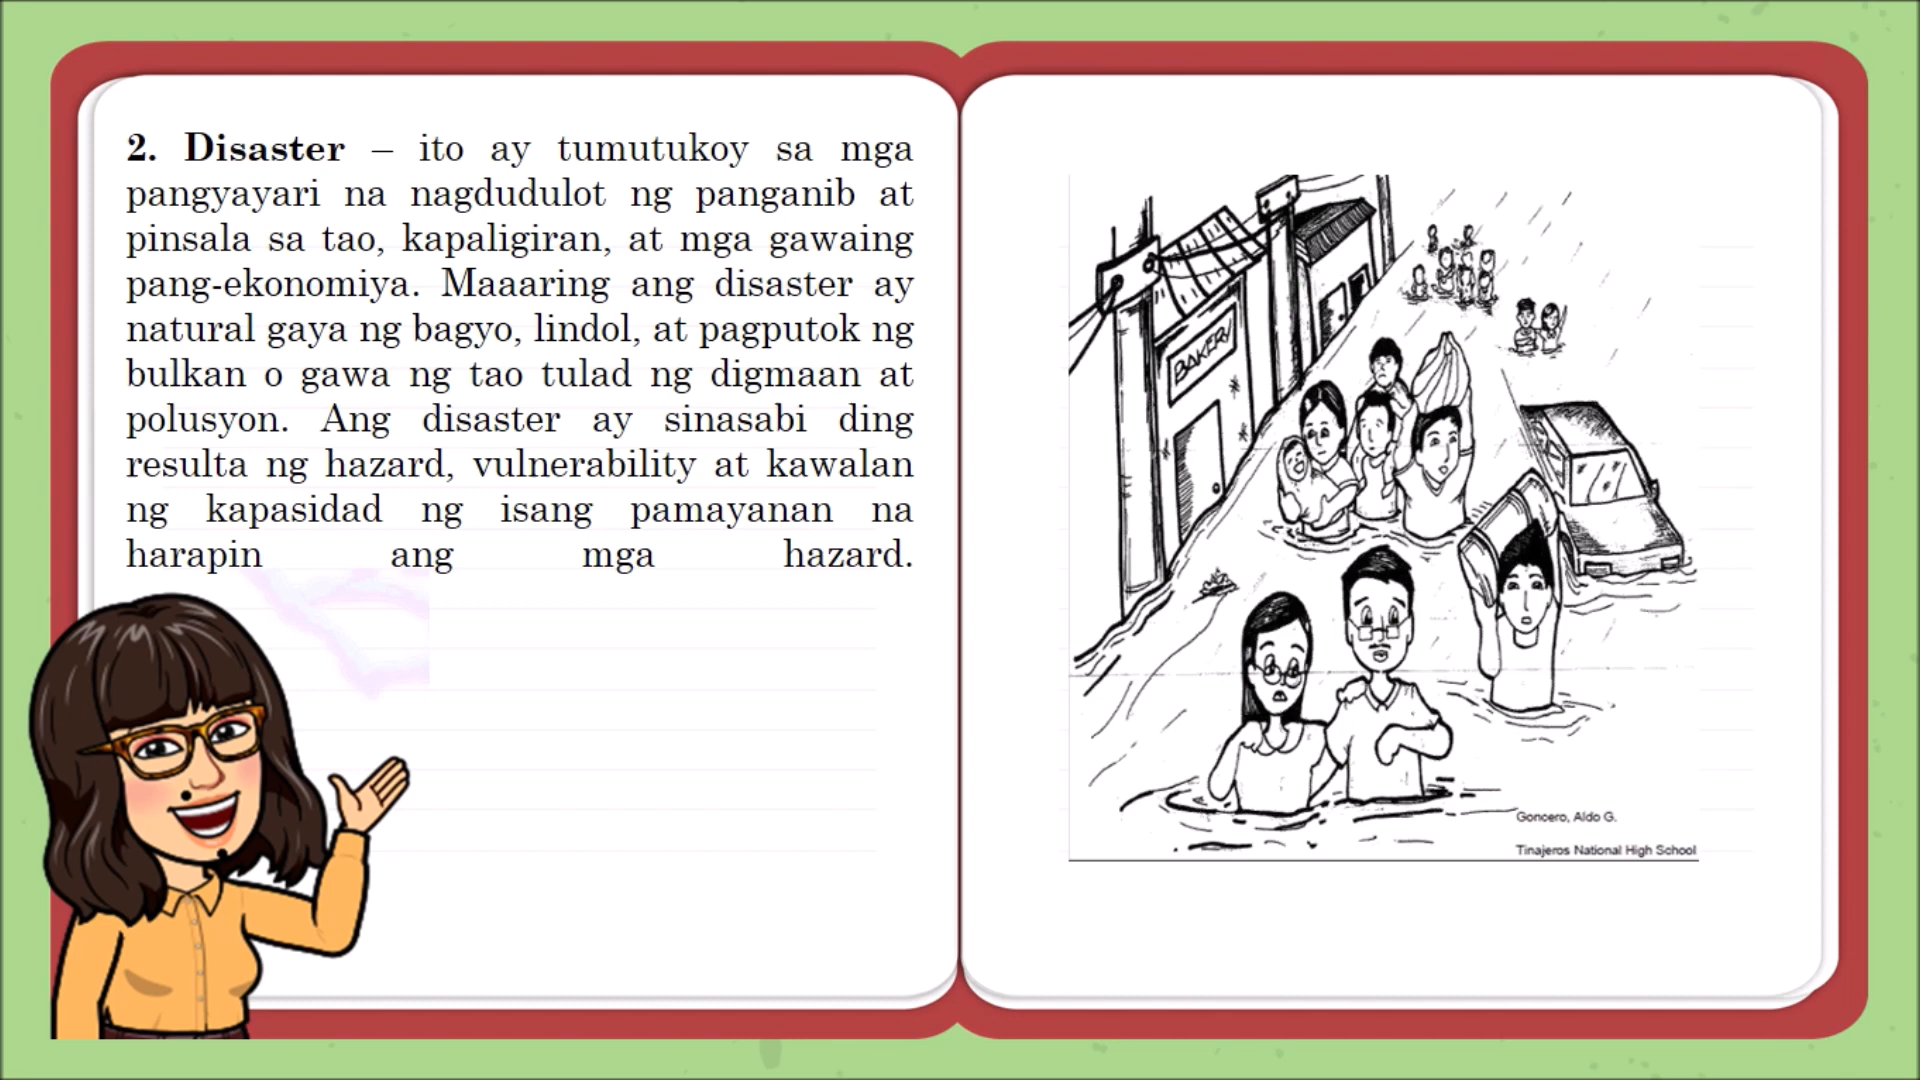 2. Disaster – ito ay tumutukoy sa mga
pangyayari na nagdudulot ng panganib at
pinsala sa tao, kapaligiran, at mga gawaing
pang-ekonomiya. Maaaring ang disaster ay
natural gaya ng bagyo, lindol, at pagputok ng
bulkan o gawa ng tao tulad ng digmaan at
polusyon. Ang disaster ay sinasabi ding
resulta ng hazard, vulnerability at kawalan
ng kapasidad ng isang pamayanan na
harapin ang mga hazard.
BAKERY
Goncero, Aldo G.
Tinajeros National High School